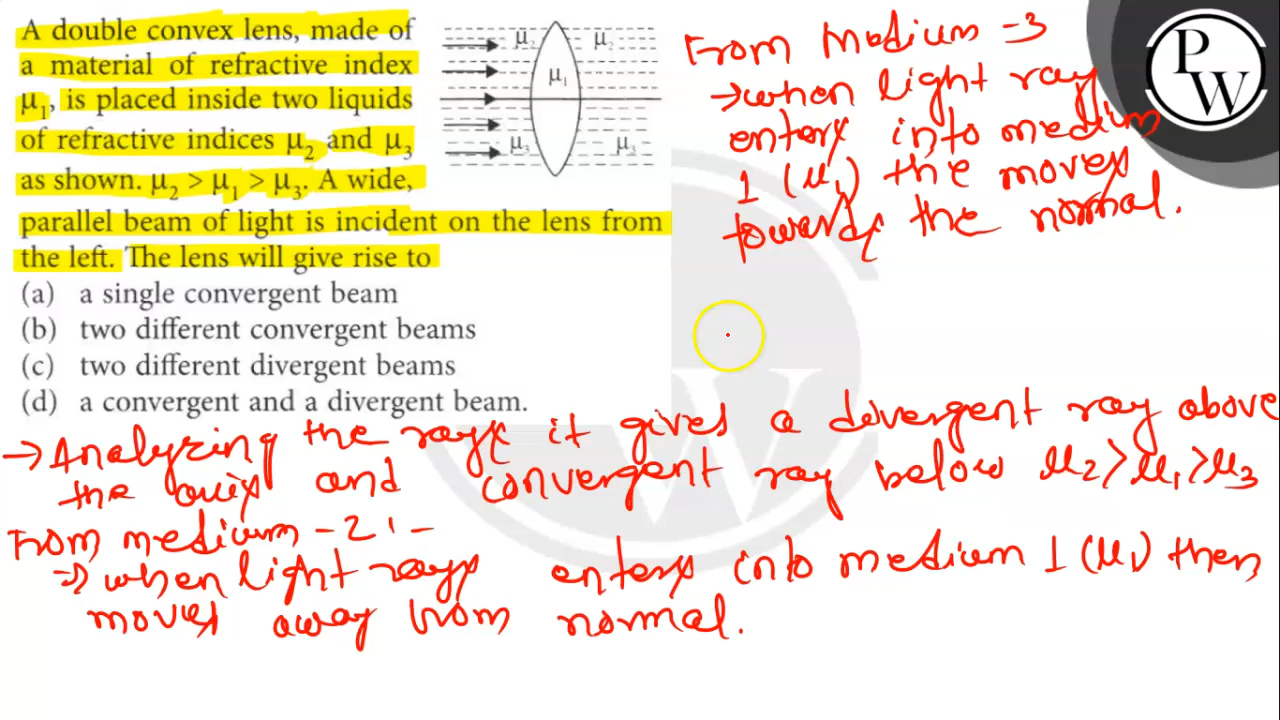 A double convex lens, made of
a material of refractive index
μ1, is placed inside two liquids
of refractive indices μ2 and μ3
as shown. μ2 > μ1 > μ3. A wide,
parallel beam of light is incident on the lens from
the left. The lens will give rise to
(a) a single convergent beam
(b) two different convergent beams
(c) two different divergent beams
(d) a convergent and a divergent beam.
μ2 μ2
μ1
μ3 μ3
From medium -3
→when light ray
enters into medium
1 (μ1) the moves
towards the normal.
PW
→ Analyzing the rays it gives a divergent ray above
the axis and convergent ray below μ2>μ1>μ3
From medium -2 :-
→ when light rays enters into medium 1 (μ1) then
moves away from normal.